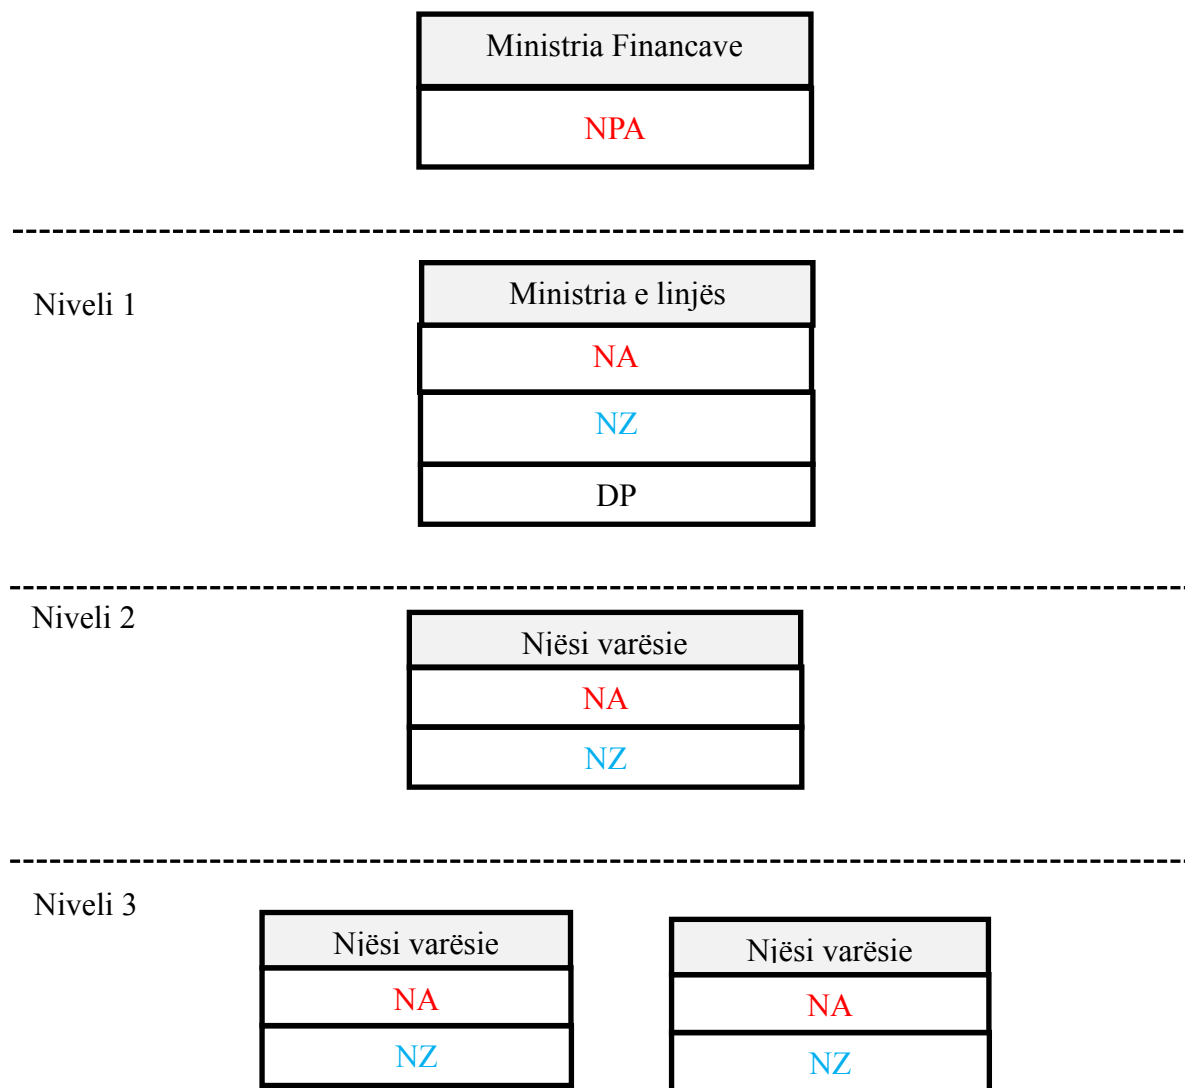 Ministria Financave
NPA
Niveli 1
Ministria e linjës
NA
NZ
DP
Niveli 2
Njësi varësie
NA
NZ
Niveli 3
Njësi varësie
NA
NZ
Njësi varësie
NA
NZ